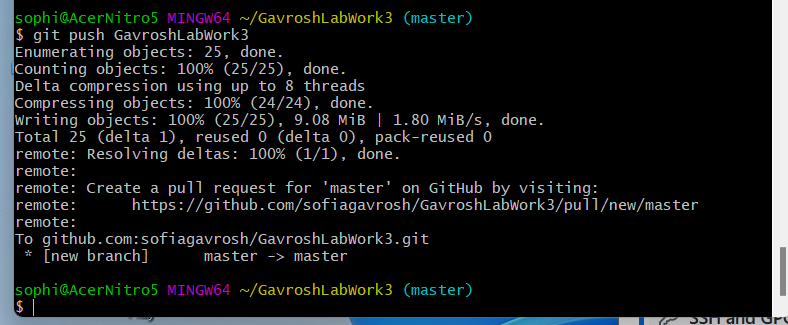 sophi@AcerNitro5 MINGW64 ~/GavroshLabWork3 (master)
$ git push GavroshLabWork3
Enumerating objects: 25, done.
Counting objects: 100% (25/25), done.
Delta compression using up to 8 threads
Compressing objects: 100% (24/24), done.
Writing objects: 100% (25/25), 9.08 MiB | 1.80 MiB/s, done.
Total 25 (delta 1), reused 0 (delta 0), pack-reused 0
remote: Resolving deltas: 100% (1/1), done.
remote:
remote: Create a pull request for 'master' on GitHub by visiting:
remote:      https://github.com/sofiagavrosh/GavroshLabWork3/pull/new/master
remote:
To github.com:sofiagavrosh/GavroshLabWork3.git
 * [new branch]      master -> master
sophi@AcerNitro5 MINGW64 ~/GavroshLabWork3 (master)
$
SSH and GPG